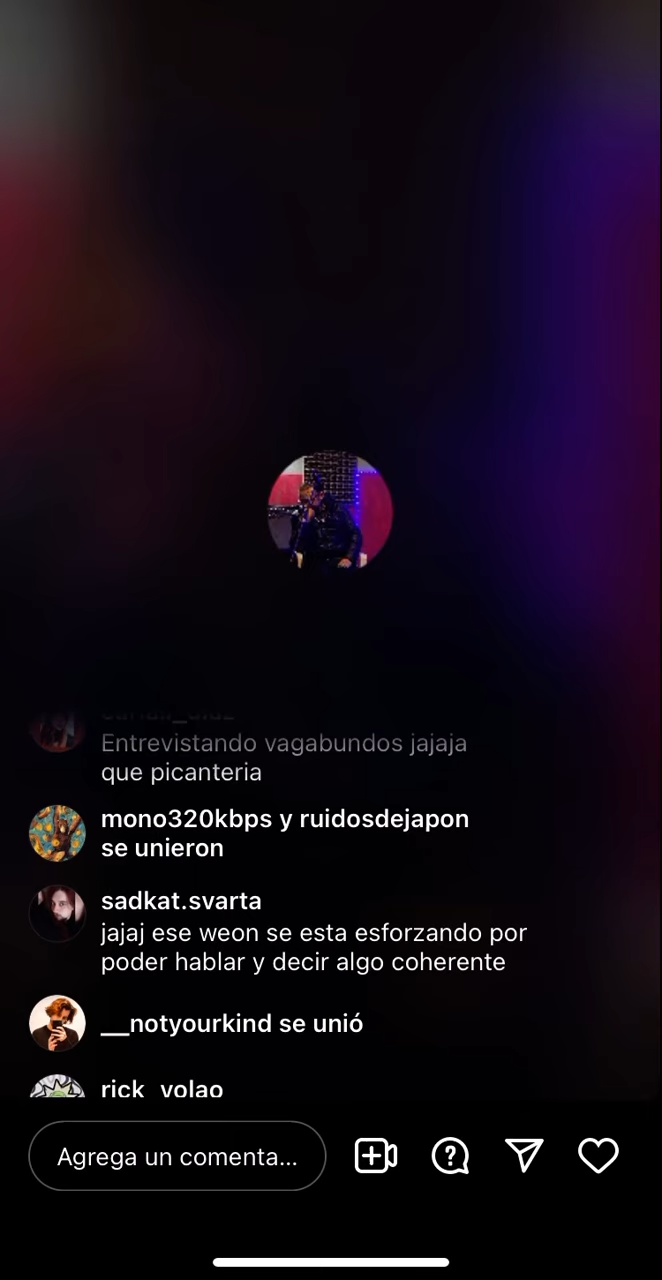 Entrevistando vagabundos jajaja
que picanteria
mono320kbps y ruidosdejapon
se unieron
sadkat.svarta
jajaj ese weon se esta esforzando por
poder hablar y decir algo coherente
__notyourkind se unió
rick_volao
Agrega un comenta...